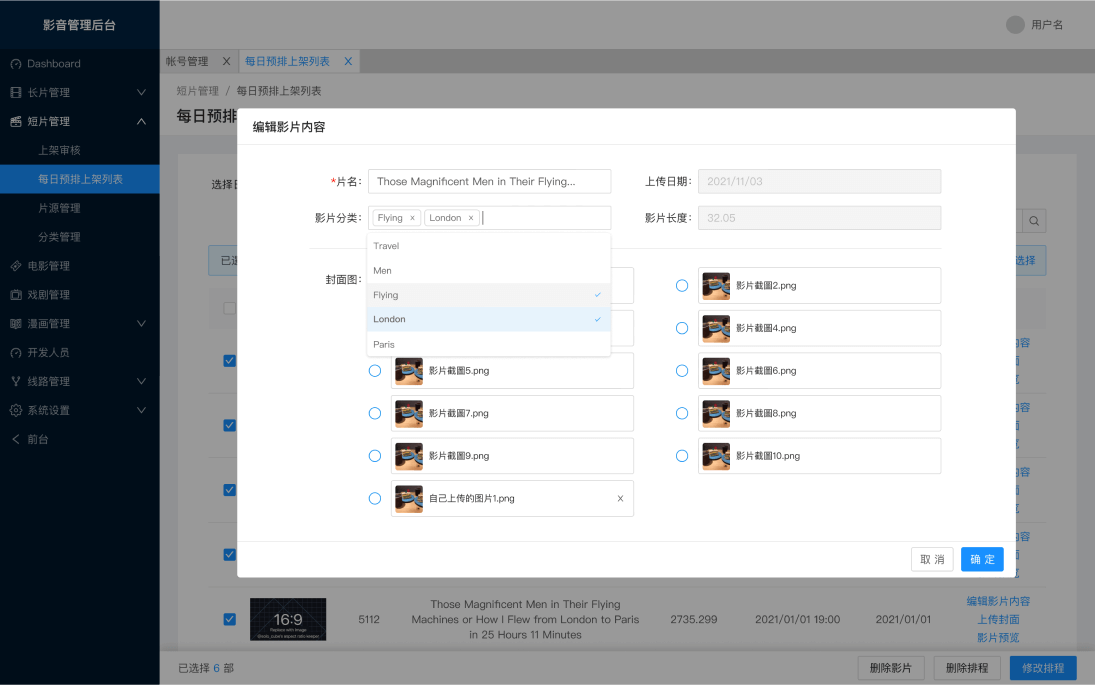 影音管理后台
用户名
Dashboard
长片管理
短片管理
上架审核
每日预排上架列表
片源管理
分类管理
电影管理
戏剧管理
漫画管理
开发人员
线路管理
系统设置
前台
帐号管理 X 每日预排上架列表 X
短片管理 / 每日预排上架列表
每日预排
选择
已
选择
编辑影片内容
*片名: Those Magnificent Men in Their Flying...
上传日期: 2021/11/03
影片分类: Flying × London ×
影片长度: 32.05
Travel
Men
Flying
London
Paris
封面图:
影片截圖2.png
影片截圖4.png
影片截圖5.png
影片截圖6.png
影片截圖7.png
影片截圖8.png
影片截圖9.png
影片截圖10.png
自己上传的图片1.png X
取 消
确 定
内容
内容
内容
内容
16:9
Replace with image
5112
Those Magnificent Men in Their Flying
Machines or How I Flew from London to Paris
in 25 Hours 11 Minutes
2735.299
2021/01/01 19:00
2021/01/01
编辑影片内容
上传封面
影片预览
已选择 6 部
删除影片
删除排程
修改排程